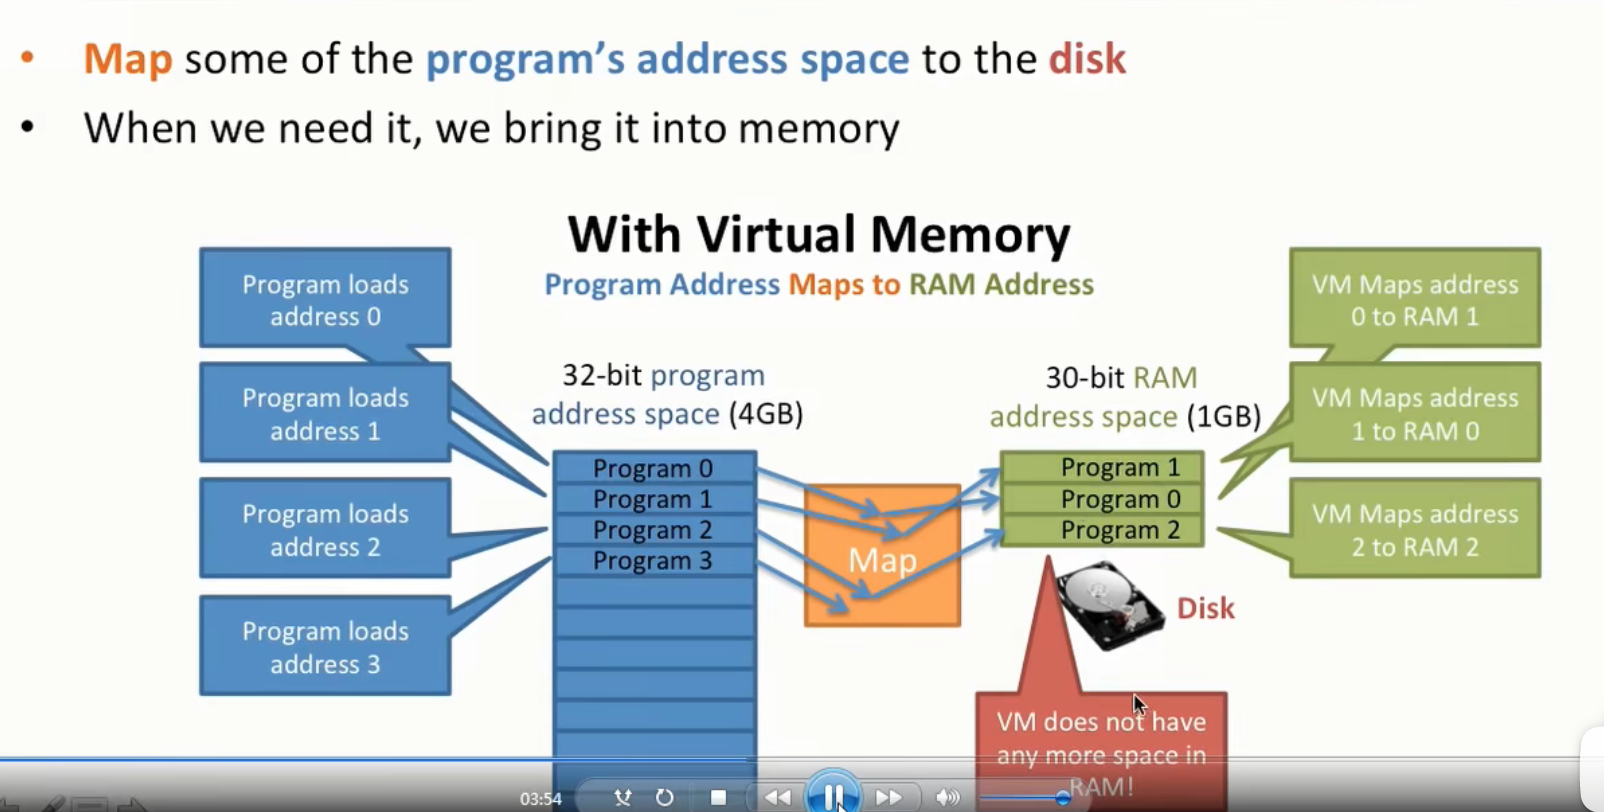 • Map some of the program's address space to the disk
• When we need it, we bring it into memory
With Virtual Memory
Program Address Maps to RAM Address
Program loads
address 0
Program loads
address 1
Program loads
address 2
Program loads
address 3
32-bit program
address space (4GB)
Program 0
Program 1
Program 2
Program 3
Map
30-bit RAM
address space (1GB)
Program 1
Program 0
Program 2
Disk
VM does not have
any more space in
RAM!
VM Maps address
0 to RAM 1
VM Maps address
1 to RAM 0
VM Maps address
2 to RAM 2
03:54